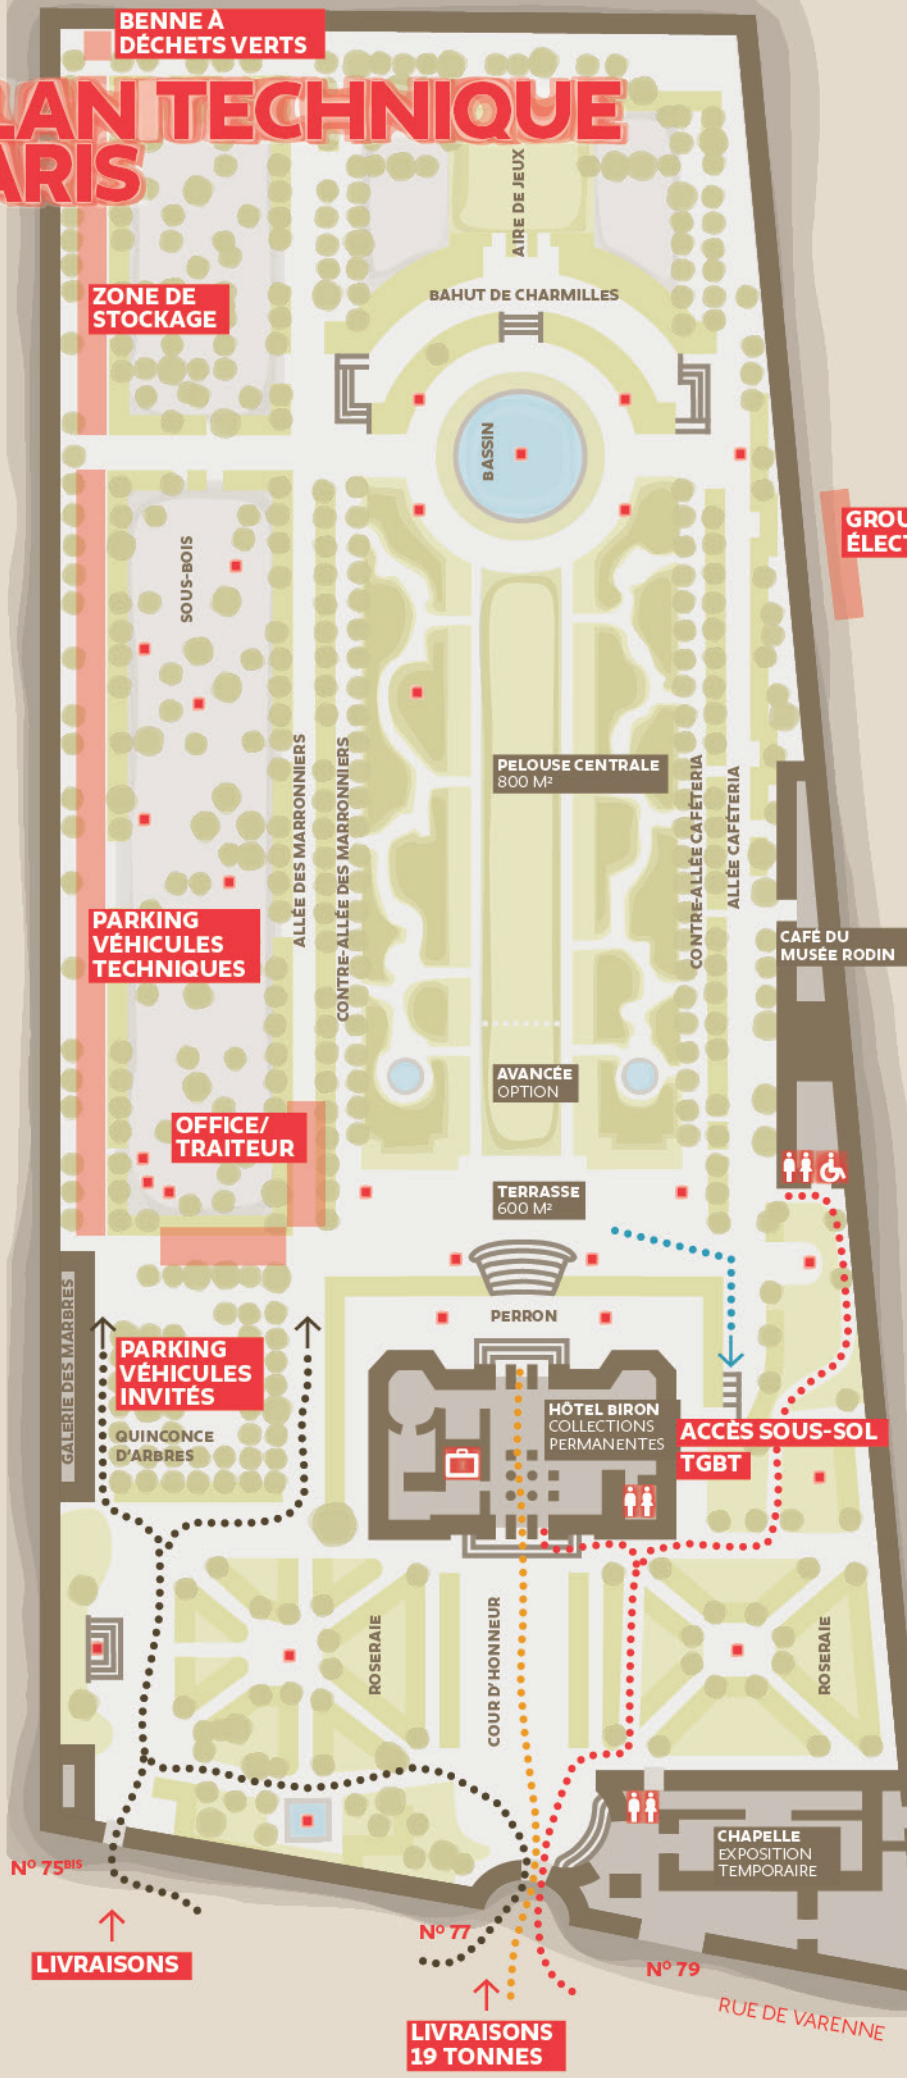 BENNE À
DÉCHETS VERTS
LAN TECHNIQUE
ARIS
AIRE DE JEUX
ZONE DE
STOCKAGE
BAHUT DE CHARMILLES
BASSIN
GROU
ÉLECT
SOUS-BOIS
ALLÉE DES MARRONNIERS
CONTRE-ALLÉE DES MARRONNIERS
PELOUSE CENTRALE
800 M²
CONTRE-ALLÉE CAFÉTERIA
ALLÉE CAFÉTERIA
PARKING
VÉHICULES
TECHNIQUES
CAFÉ DU
MUSÉE RODIN
AVANCÉE
OPTION
OFFICE/
TRAITEUR
TERRASSE
600 M²
GALERIE DES MARBRES
PERRON
PARKING
VÉHICULES
INVITÉS
QUINCONCE
D'ARBRES
HÔTEL BIRON
COLLECTIONS
PERMANENTES
ACCÈS SOUS-SOL
TGBT
ROSERAIE
COUR D'HONNEUR
ROSERAIE
CHAPELLE
EXPOSITION
TEMPORAIRE
Nº 75BIS
Nº 77
Nº 79
LIVRAISONS
RUE DE VARENNE
LIVRAISONS
19 TONNES